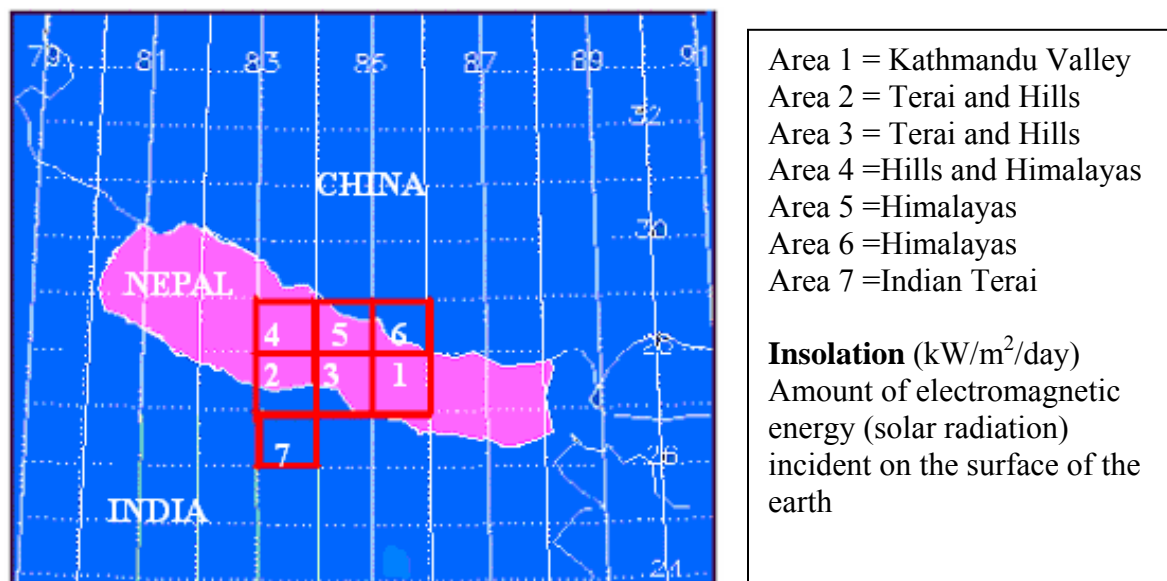 79 81 83 85 87 89 91
32
CHINA
30
NEPAL
4 5 6
28
2 3 1
7
26
INDIA
24
Area 1 = Kathmandu Valley
Area 2 = Terai and Hills
Area 3 = Terai and Hills
Area 4 =Hills and Himalayas
Area 5 =Himalayas
Area 6 =Himalayas
Area 7 =Indian Terai
Insolation (kW/m²/day)
Amount of electromagnetic
energy (solar radiation)
incident on the surface of the
earth